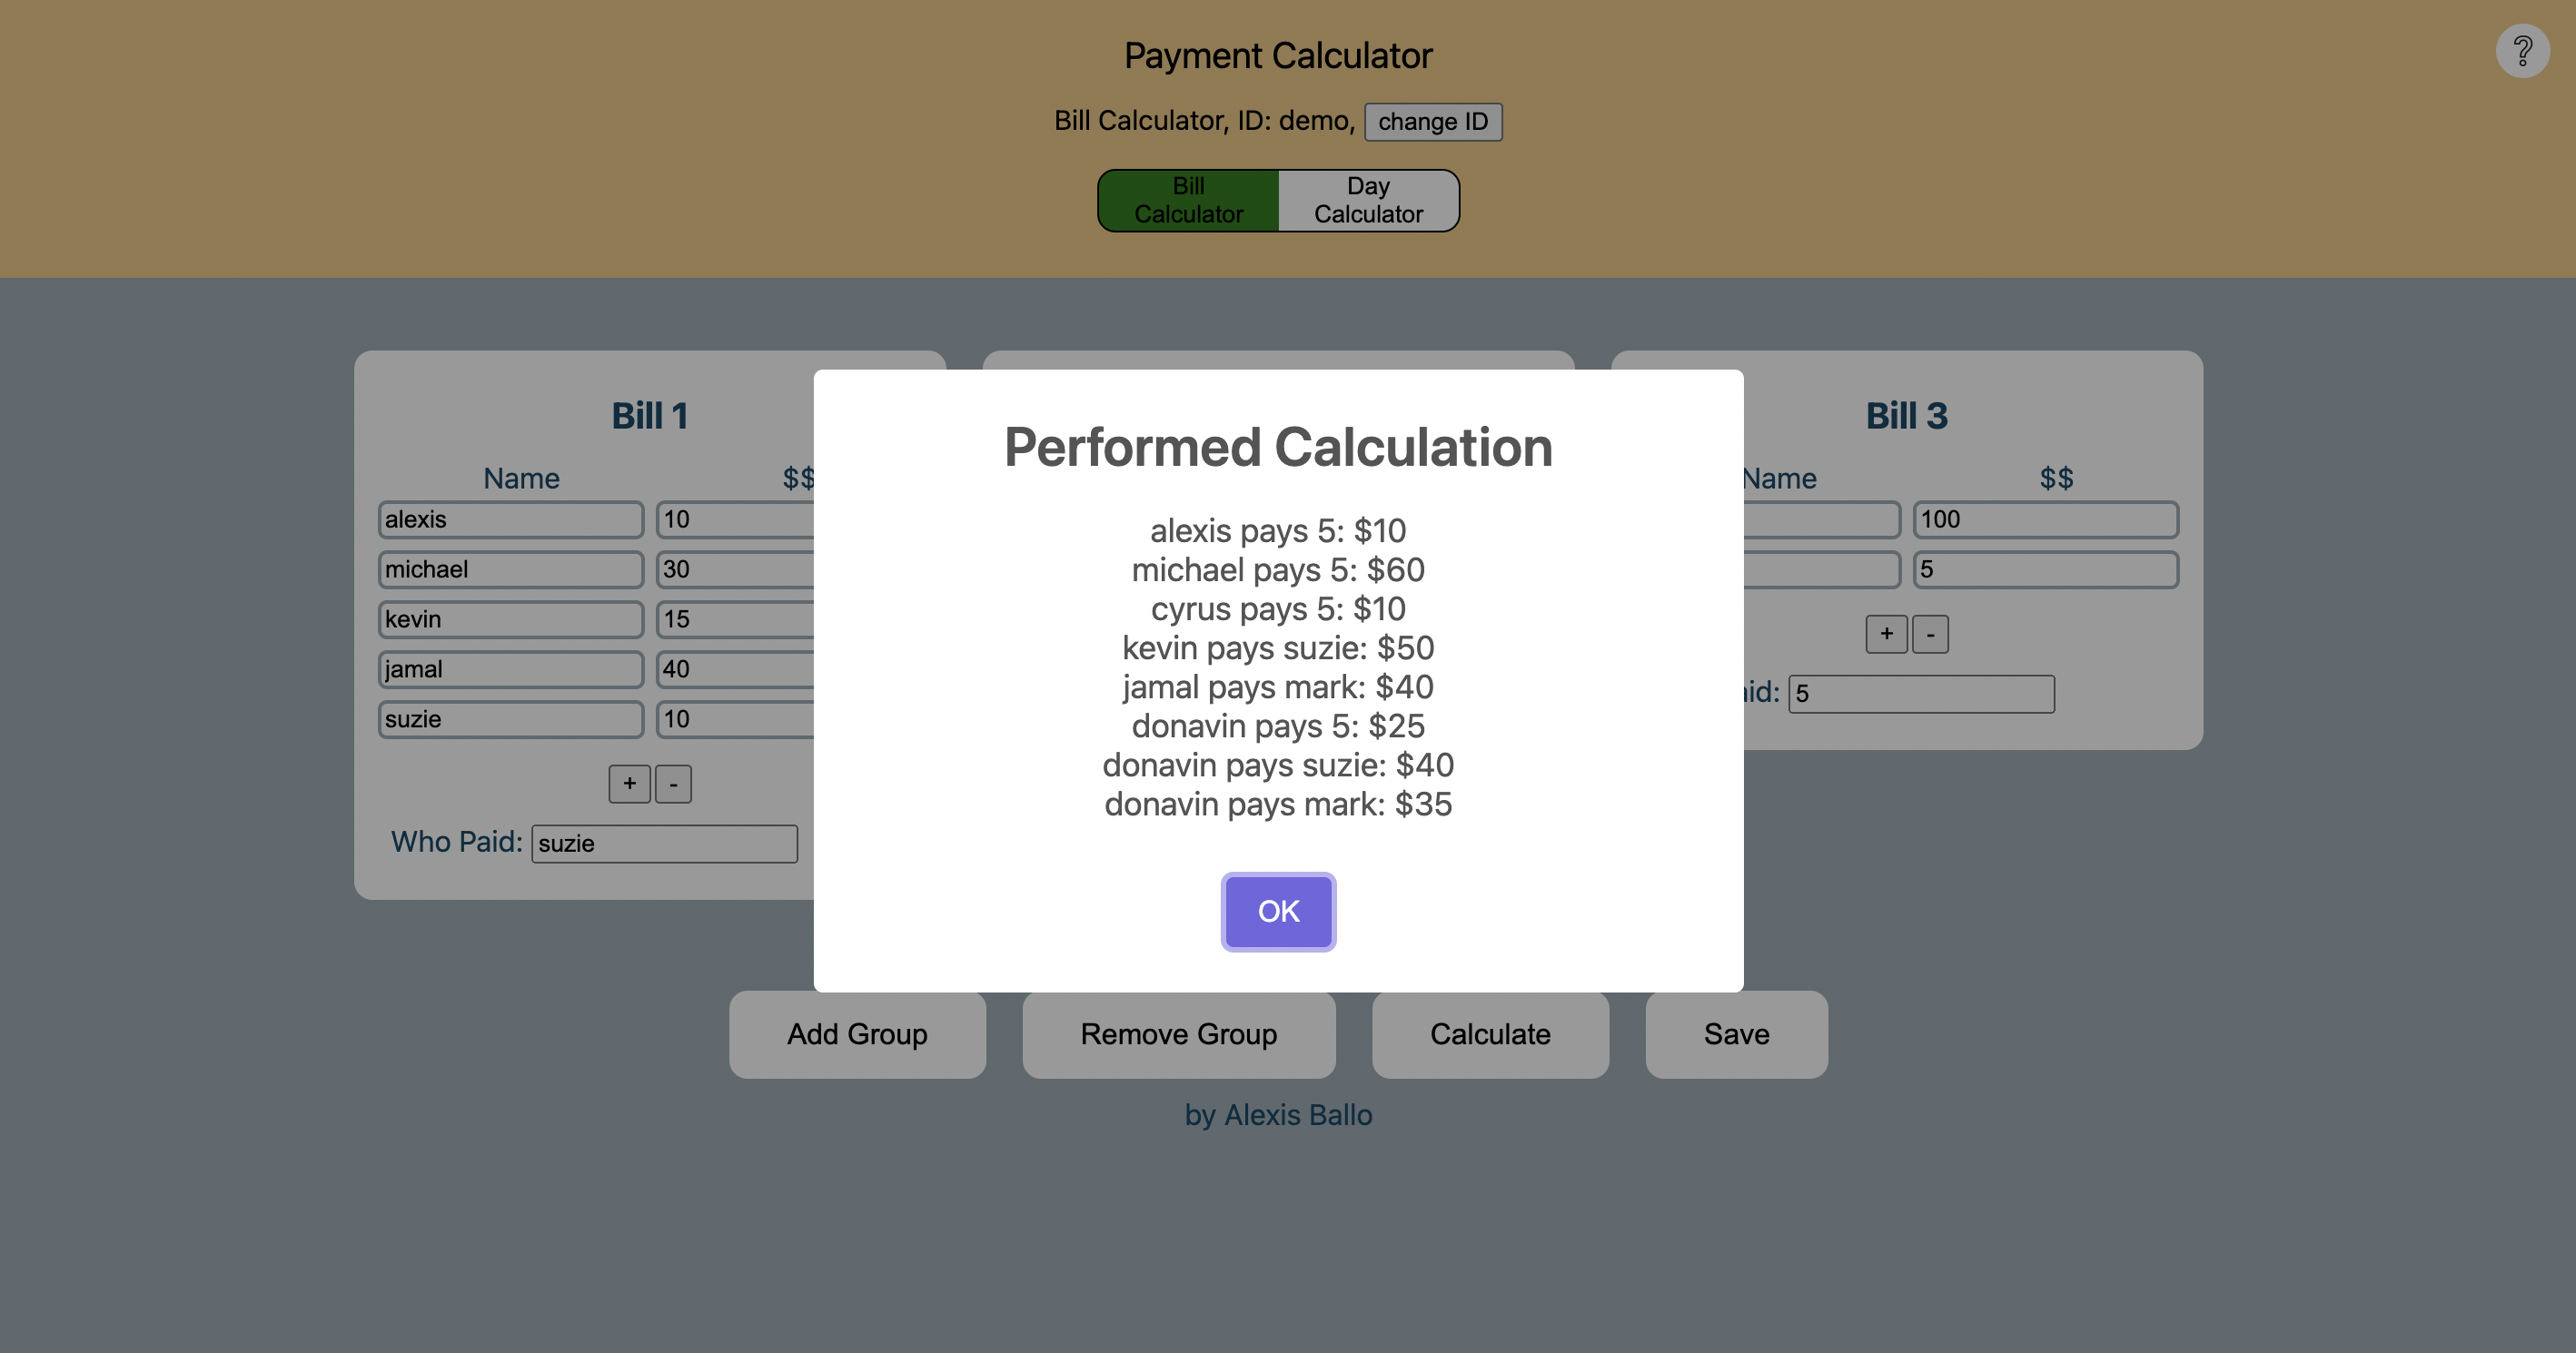 Payment Calculator
?
Bill Calculator, ID: demo, change ID
Bill Calculator
Day Calculator
Bill 1
Name $$
alexis 10
michael 30
kevin 15
jamal 40
suzie 10
+ -
Who Paid: suzie
Performed Calculation
alexis pays 5: $10
michael pays 5: $60
cyrus pays 5: $10
kevin pays suzie: $50
jamal pays mark: $40
donavin pays 5: $25
donavin pays suzie: $40
donavin pays mark: $35
OK
Bill 3
Name $$
100
5
+ -
5
Add Group
Remove Group
Calculate
Save
by Alexis Ballo